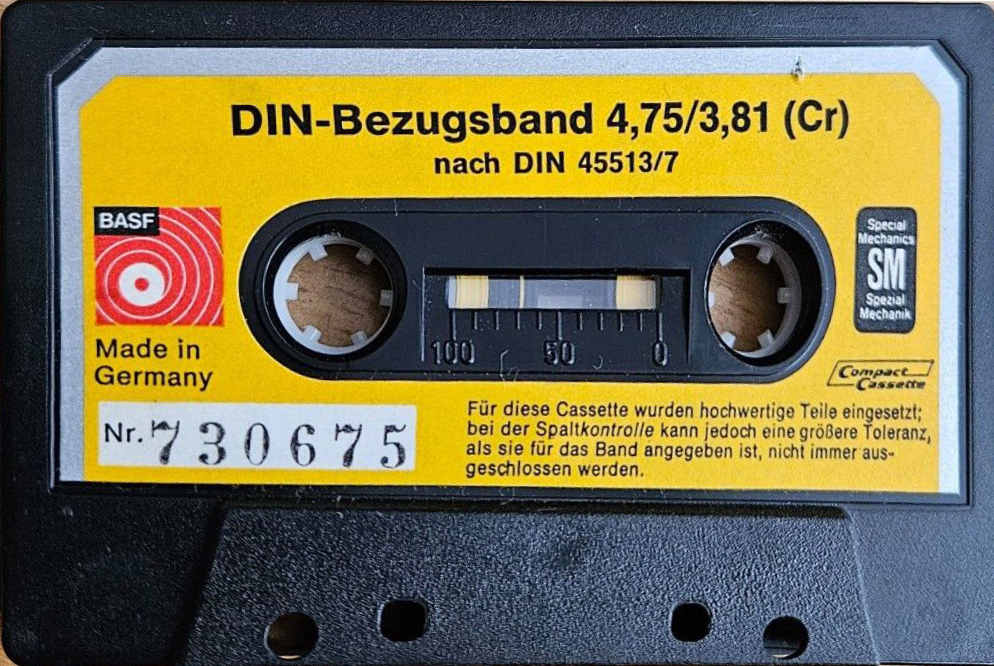 DIN-Bezugsband 4,75/3,81 (Cr)
nach DIN 45513/7
BASF
Special
Mechanics
SM
Spezial
Mechanik
100 50 0
Made in
Germany
Compact
Cassette
Nr. 730675
Für diese Cassette wurden hochwertige Teile eingesetzt;
bei der Spaltkontrolle kann jedoch eine größere Toleranz,
als sie für das Band angegeben ist, nicht immer aus-
geschlossen werden.